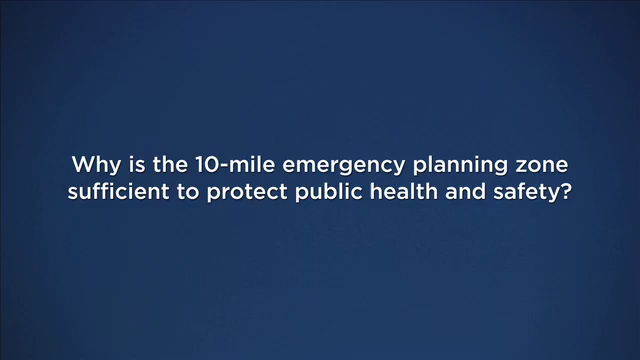 Why is the 10-mile emergency planning zone
sufficient to protect public health and safety?